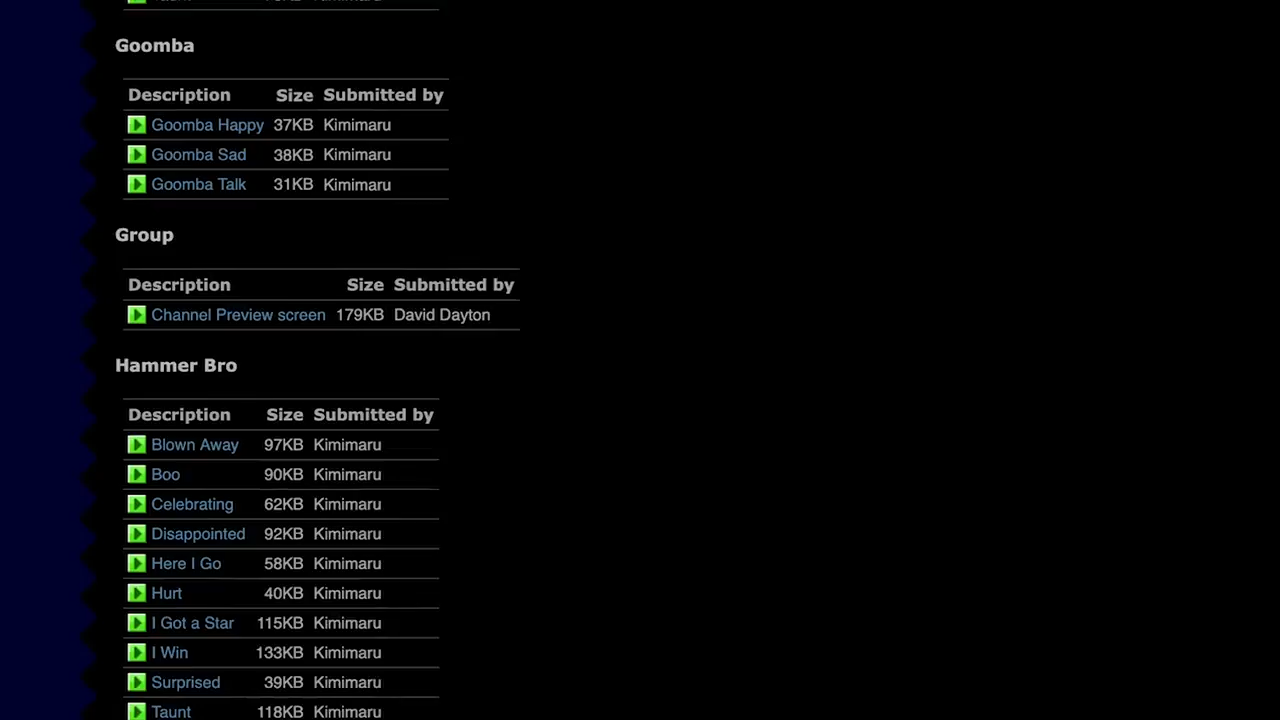 Goomba
Description Size Submitted by
Goomba Happy 37KB Kimimaru
Goomba Sad 38KB Kimimaru
Goomba Talk 31KB Kimimaru
Group
Description Size Submitted by
Channel Preview screen 179KB David Dayton
Hammer Bro
Description Size Submitted by
Blown Away 97KB Kimimaru
Boo 90KB Kimimaru
Celebrating 62KB Kimimaru
Disappointed 92KB Kimimaru
Here I Go 58KB Kimimaru
Hurt 40KB Kimimaru
I Got a Star 115KB Kimimaru
I Win 133KB Kimimaru
Surprised 39KB Kimimaru
Taunt 118KB Kimimaru